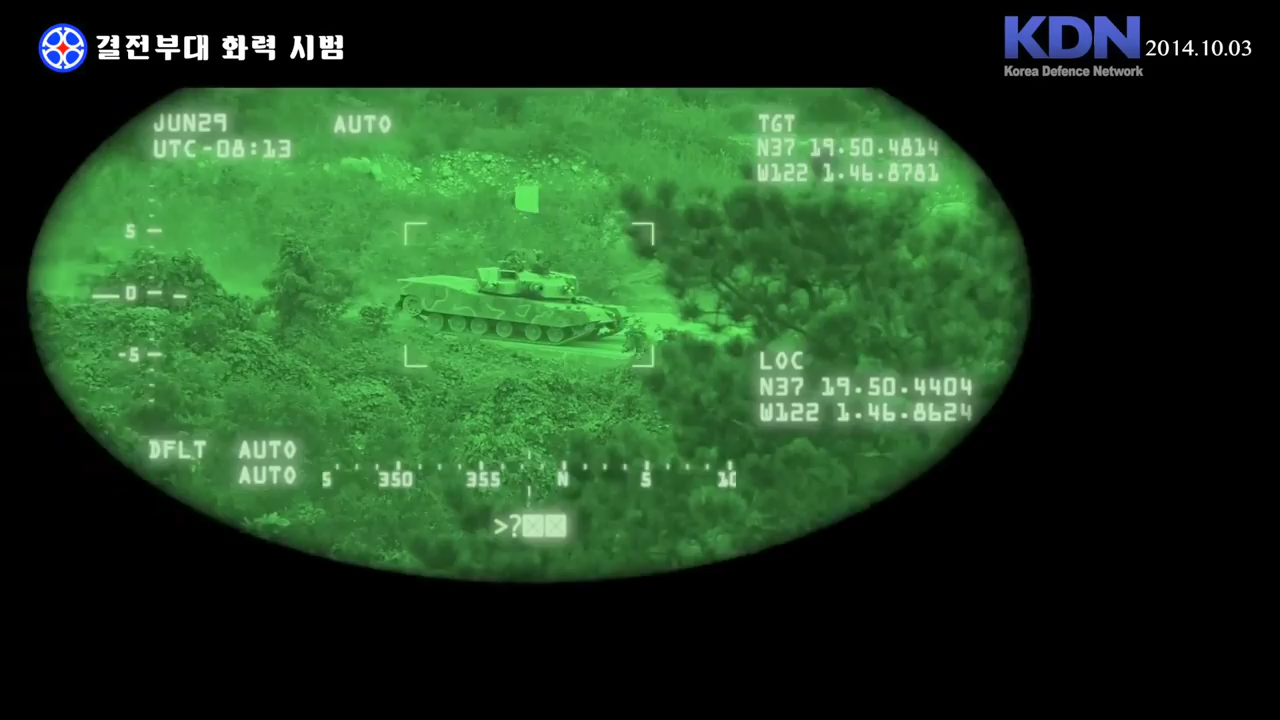 결전부대 화력 시범
KDN 2014.10.03
Korea Defence Network
JUN29 AUTO
UTC-08:13
TGT
N37 19.50.4814
W122 1.46.8781
5
0
-5
LOC
N37 19.50.4404
W122 1.46.8624
DFLT AUTO
AUTO
5 350 355 N 5 10
>?